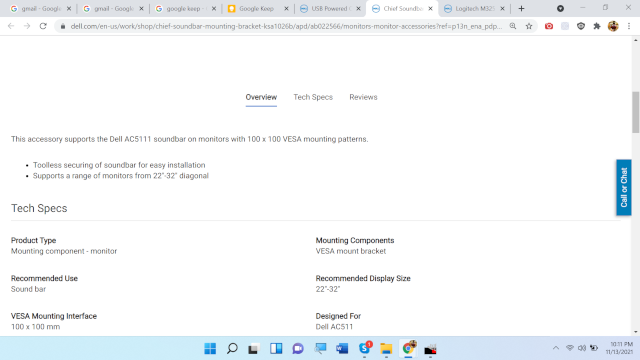 gmail - Google
gmail - Google
google keep -
Google Keep
USB Powered
Chief Soundba
Logitech M325
dell.com/en-us/work/shop/chief-soundbar-mounting-bracket-ksa1026b/apd/ab022566/monitors-monitor-accessories?ref=p13n_ena_pdp...
Overview
Tech Specs
Reviews
This accessory supports the Dell AC5111 soundbar on monitors with 100 x 100 VESA mounting patterns.
• Toolless securing of soundbar for easy installation
• Supports a range of monitors from 22"-32" diagonal
Call or Chat
Tech Specs
Product Type
Mounting component - monitor
Mounting Components
VESA mount bracket
Recommended Use
Sound bar
Recommended Display Size
22"-32"
VESA Mounting Interface
100 x 100 mm
Designed For
Dell AC511
10:11 PM
11/13/2021